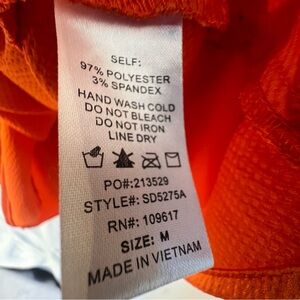 SELF:
97% POLYESTER
3% SPANDEX
HAND WASH COLD
DO NOT BLEACH
DO NOT IRON
LINE DRY
PO#:213529
STYLE#: SD5275A
RN#: 109617
SIZE: M
MADE IN VIETNAM